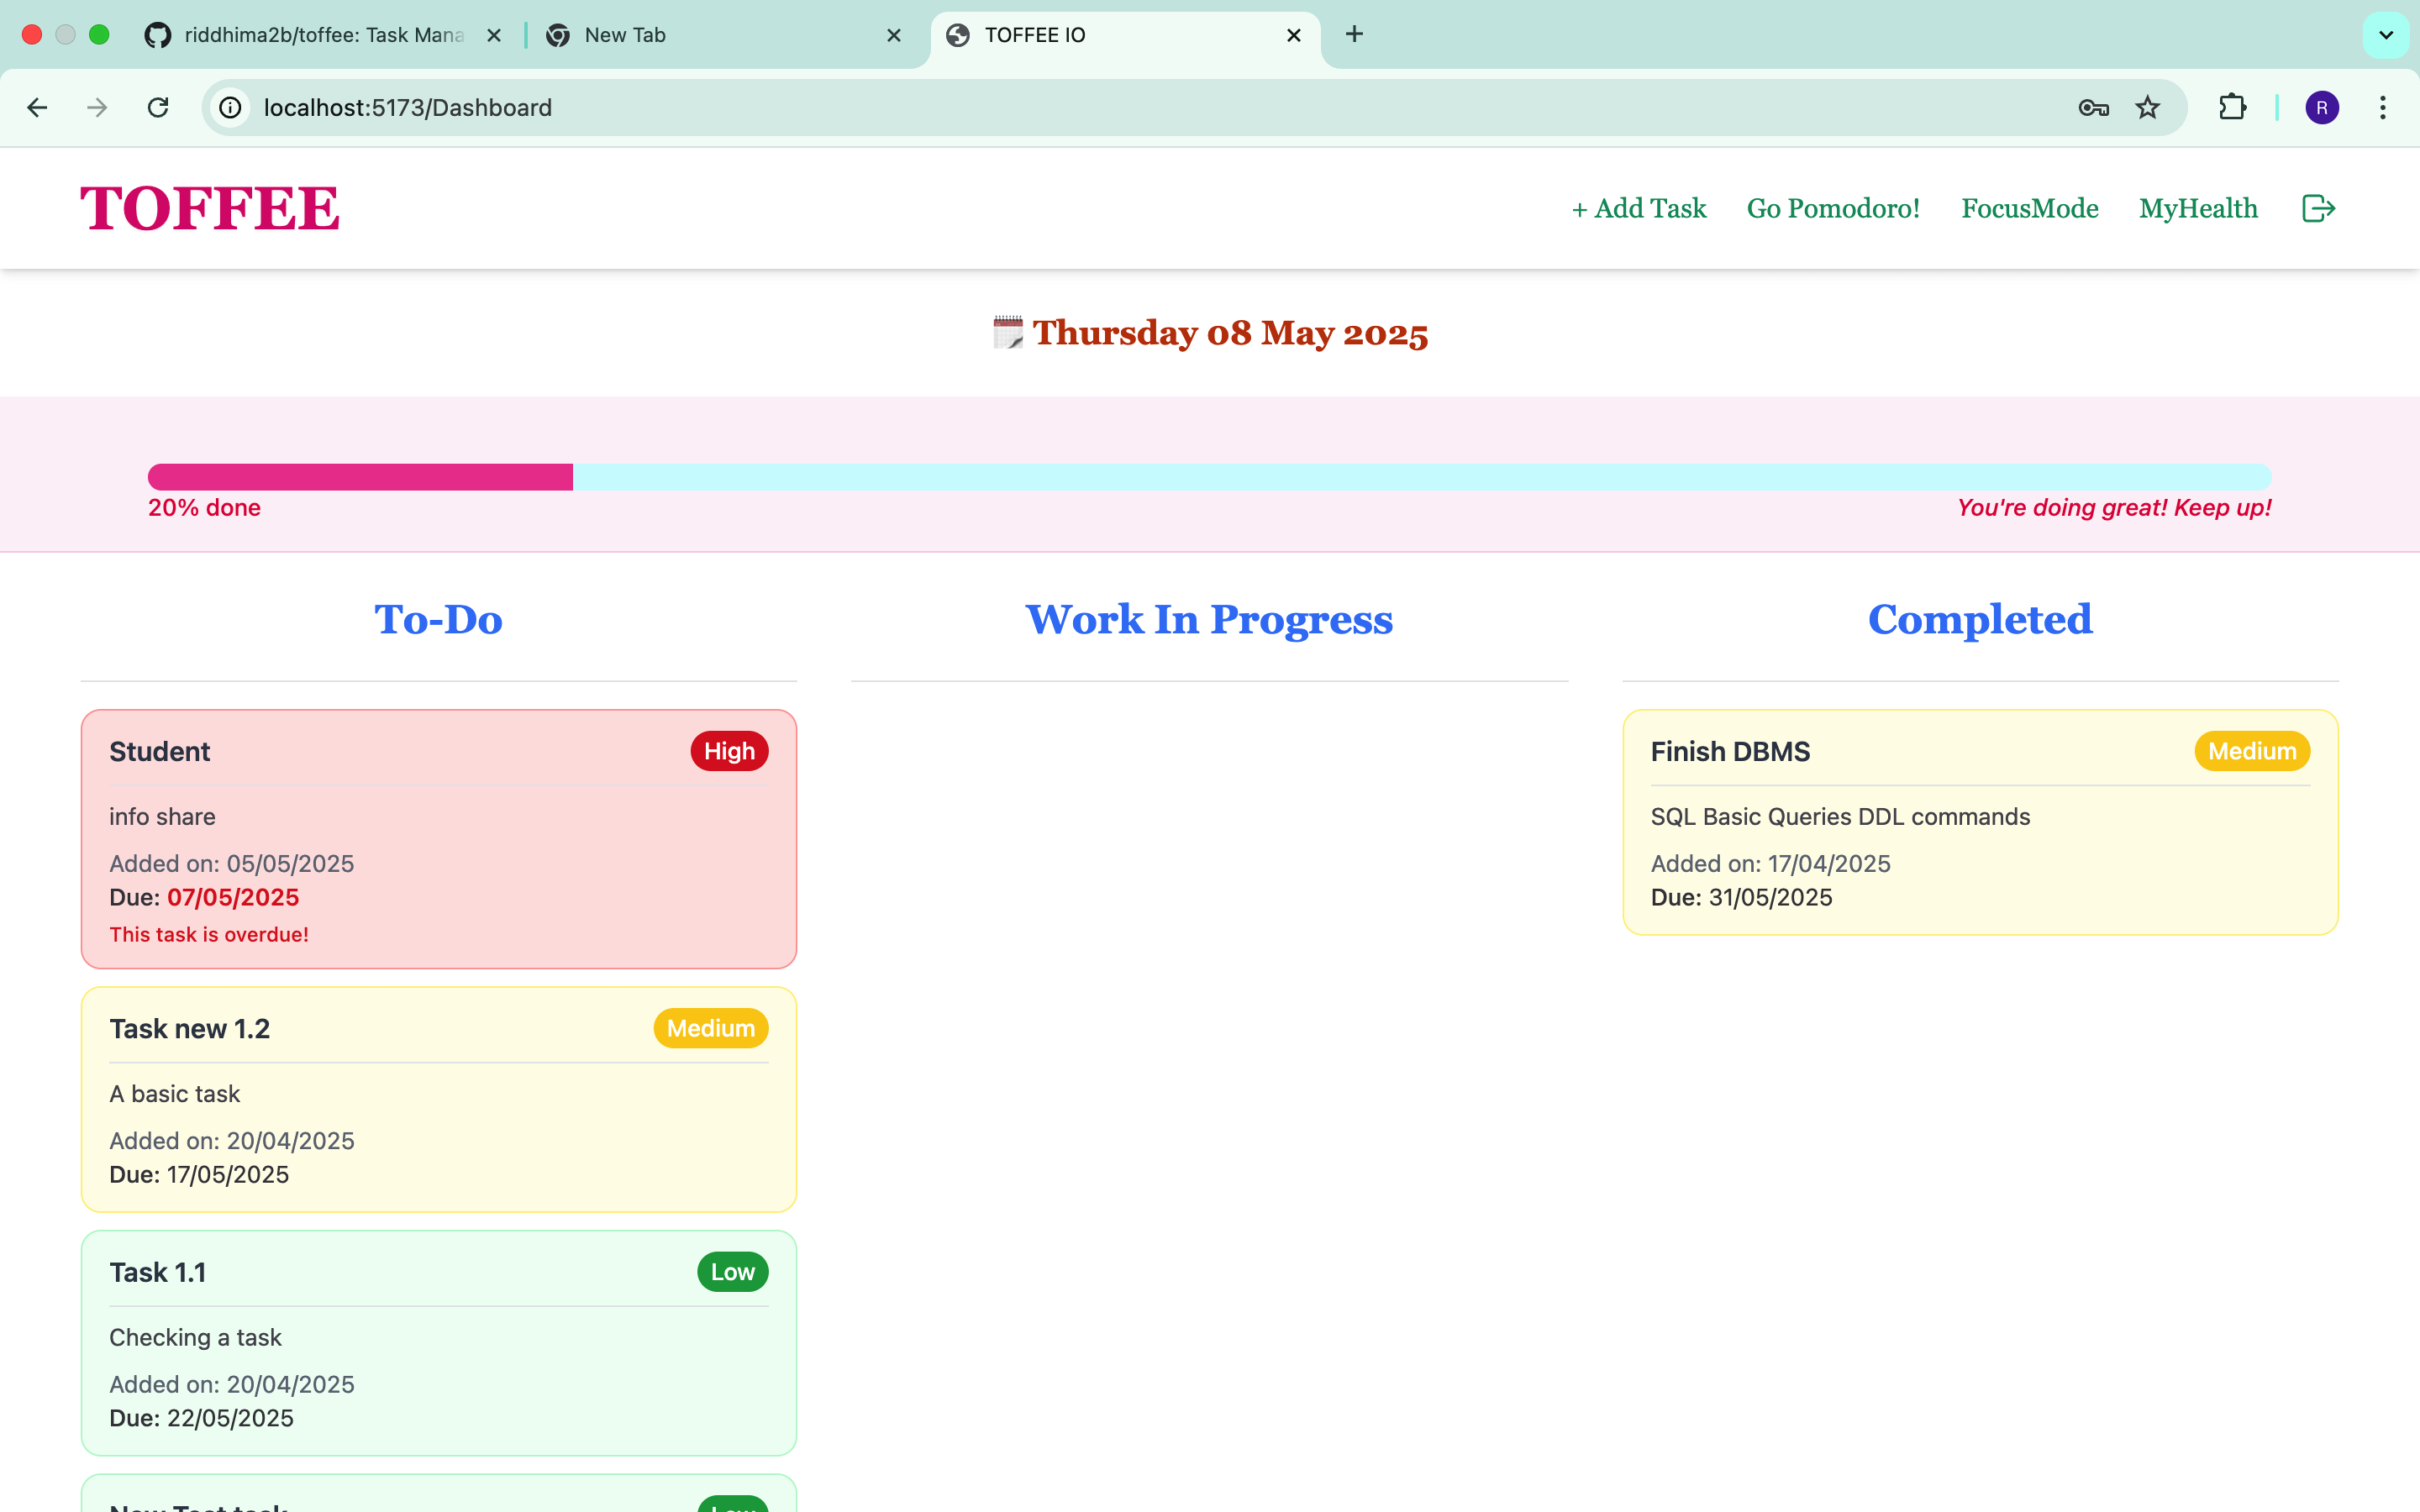 riddhima2b/toffee: Task Mana
New Tab
TOFFEE IO
localhost:5173/Dashboard
R
TOFFEE
+ Add Task
Go Pomodoro!
FocusMode
MyHealth
Thursday 08 May 2025
20% done
You're doing great! Keep up!
To-Do
Student
High
info share
Added on: 05/05/2025
Due: 07/05/2025
This task is overdue!
Task new 1.2
Medium
A basic task
Added on: 20/04/2025
Due: 17/05/2025
Task 1.1
Low
Checking a task
Added on: 20/04/2025
Due: 22/05/2025
New Test task
Low
Work In Progress
Completed
Finish DBMS
Medium
SQL Basic Queries DDL commands
Added on: 17/04/2025
Due: 31/05/2025